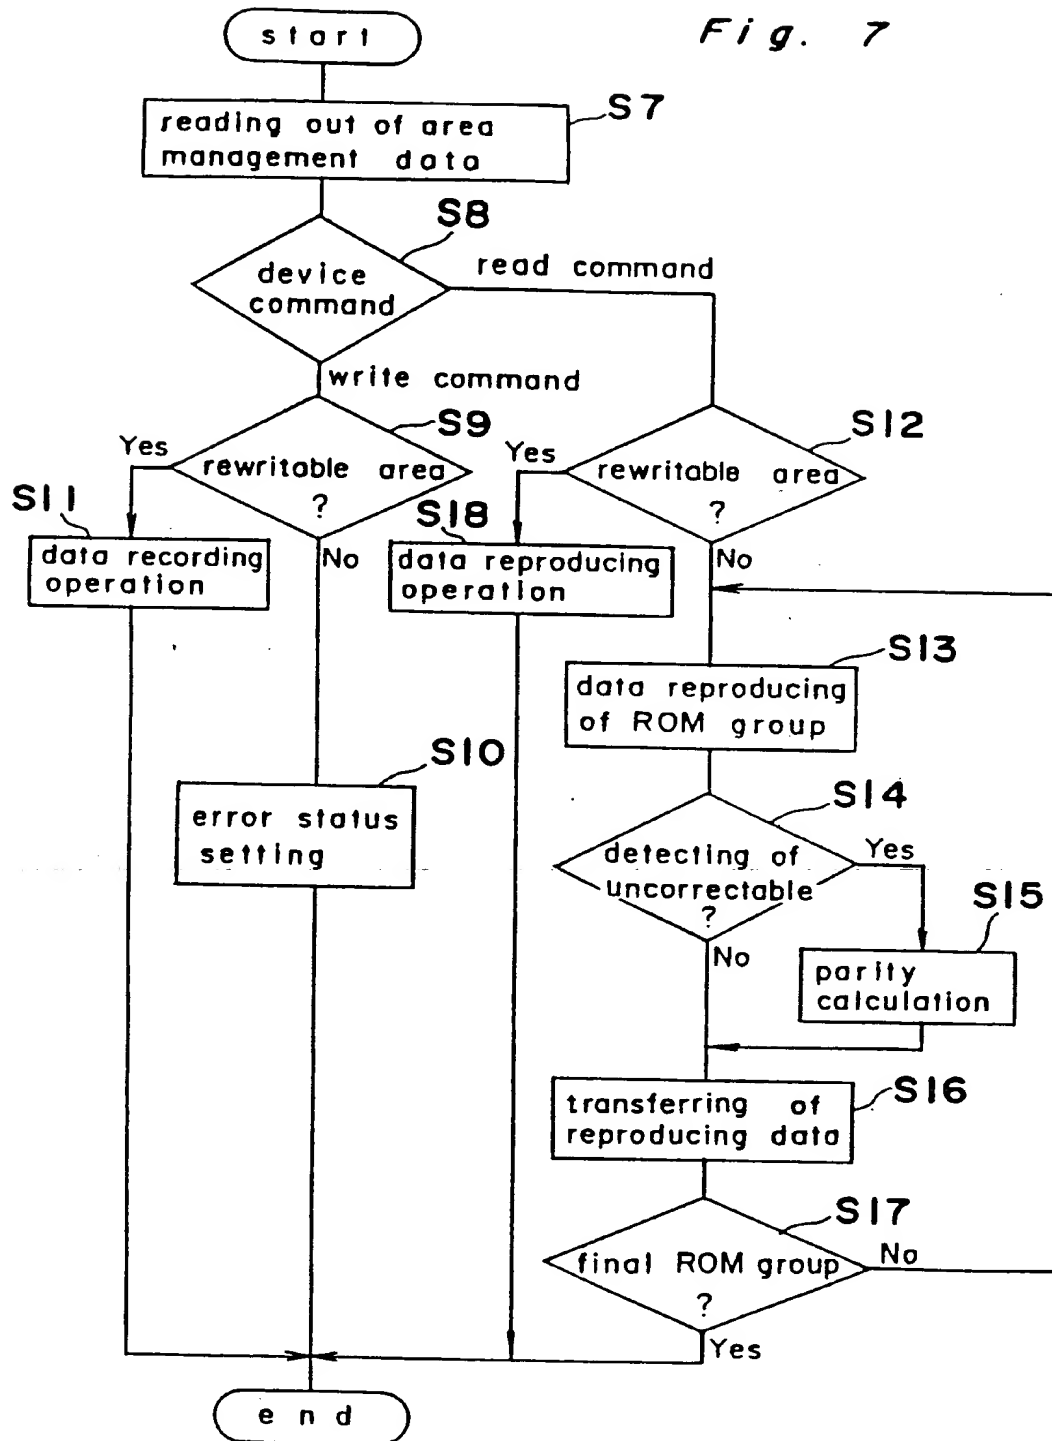 Fig. 7
start
S7
reading out of area
management data
S8
device
command
read command
write command
S9
Yes
rewritable area
?
No
S12
Yes
rewritable area
?
No
S11
data recording
operation
S18
data reproducing
operation
S13
data reproducing
of ROM group
S10
error status
setting
S14
detecting of
uncorrectable
?
Yes
No
S15
parity
calculation
S16
transferring of
reproducing data
S17
final ROM group
?
No
Yes
end